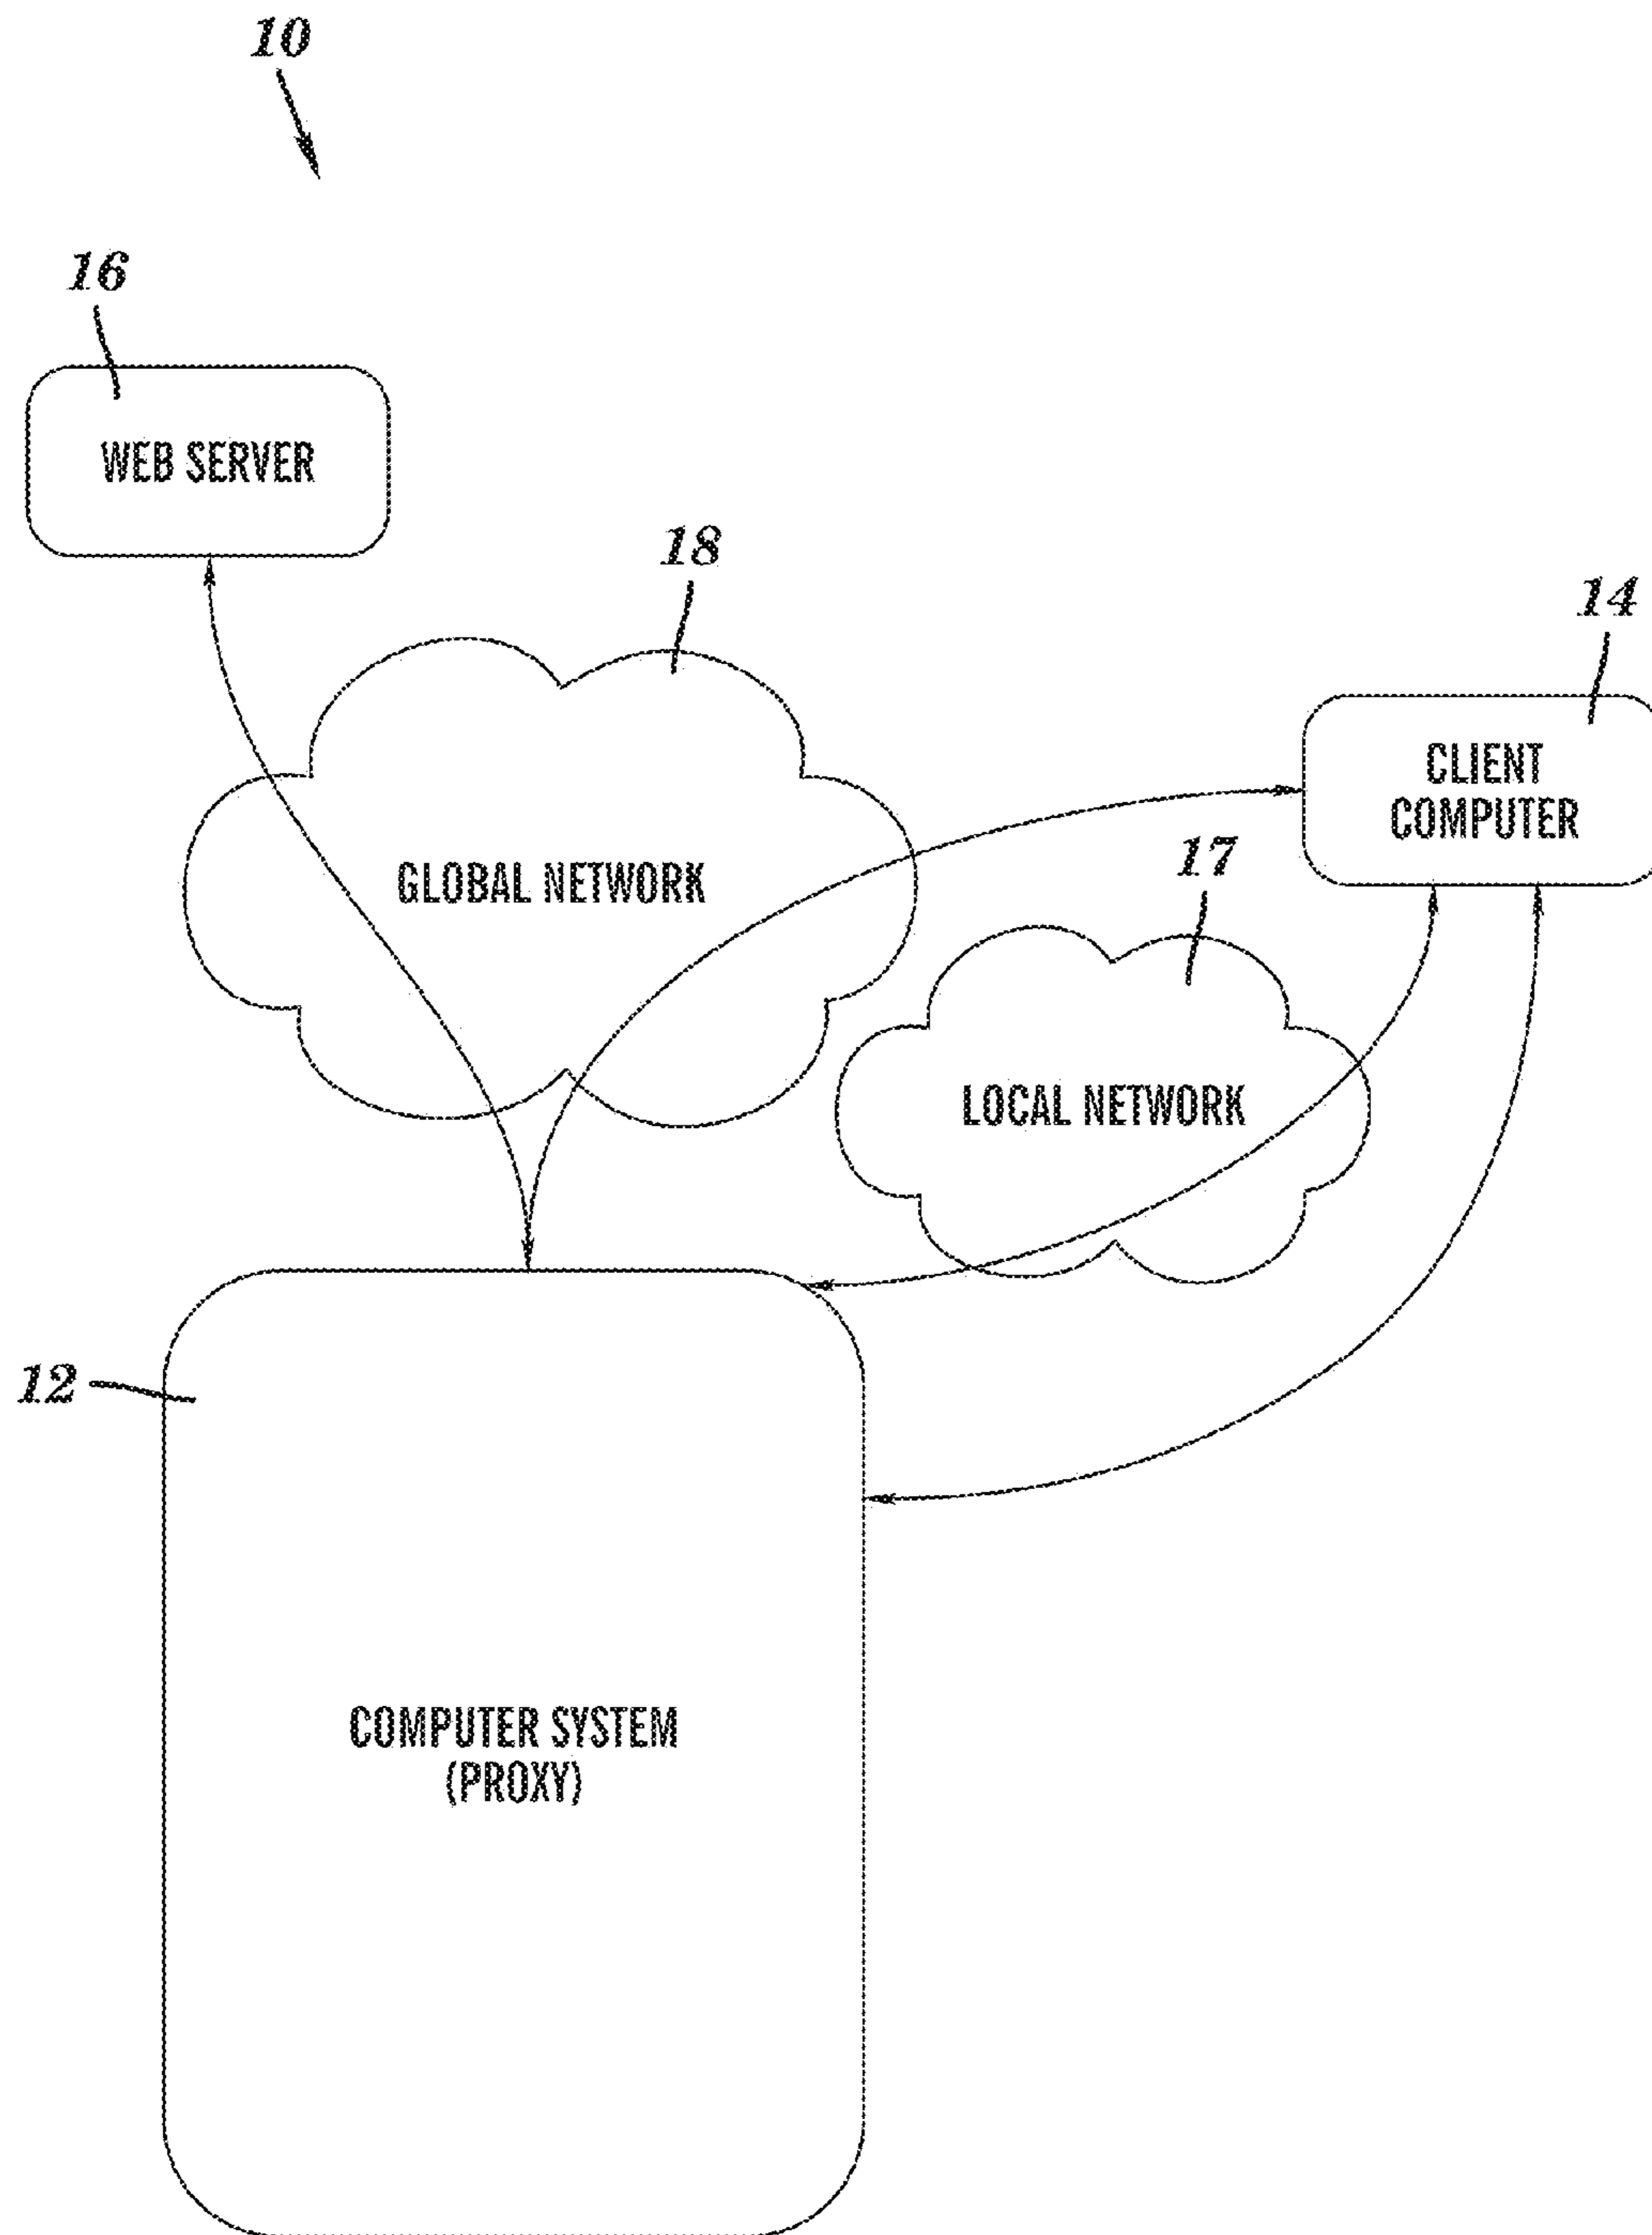 10
16
WEB SERVER
18
14
CLIENT
COMPUTER
17
GLOBAL NETWORK
LOCAL NETWORK
12
COMPUTER SYSTEM
(PROXY)